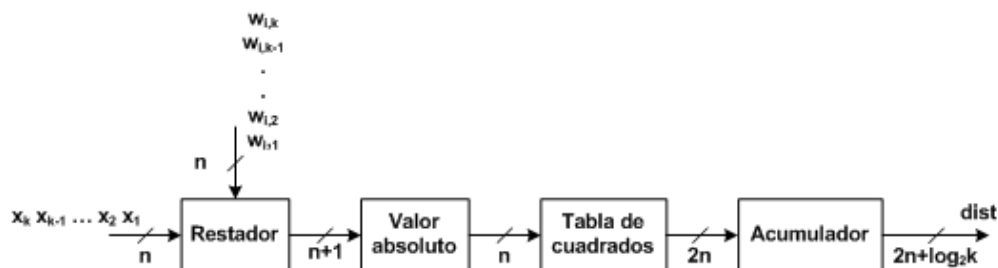 wI,k
wI,k-1
.
.
wI,2
wI,1
n
xk xk-1 ... x2 x1
n
Restador
n+1
Valor
absoluto
n
Tabla de
cuadrados
2n
Acumulador
dist
2n+log2k